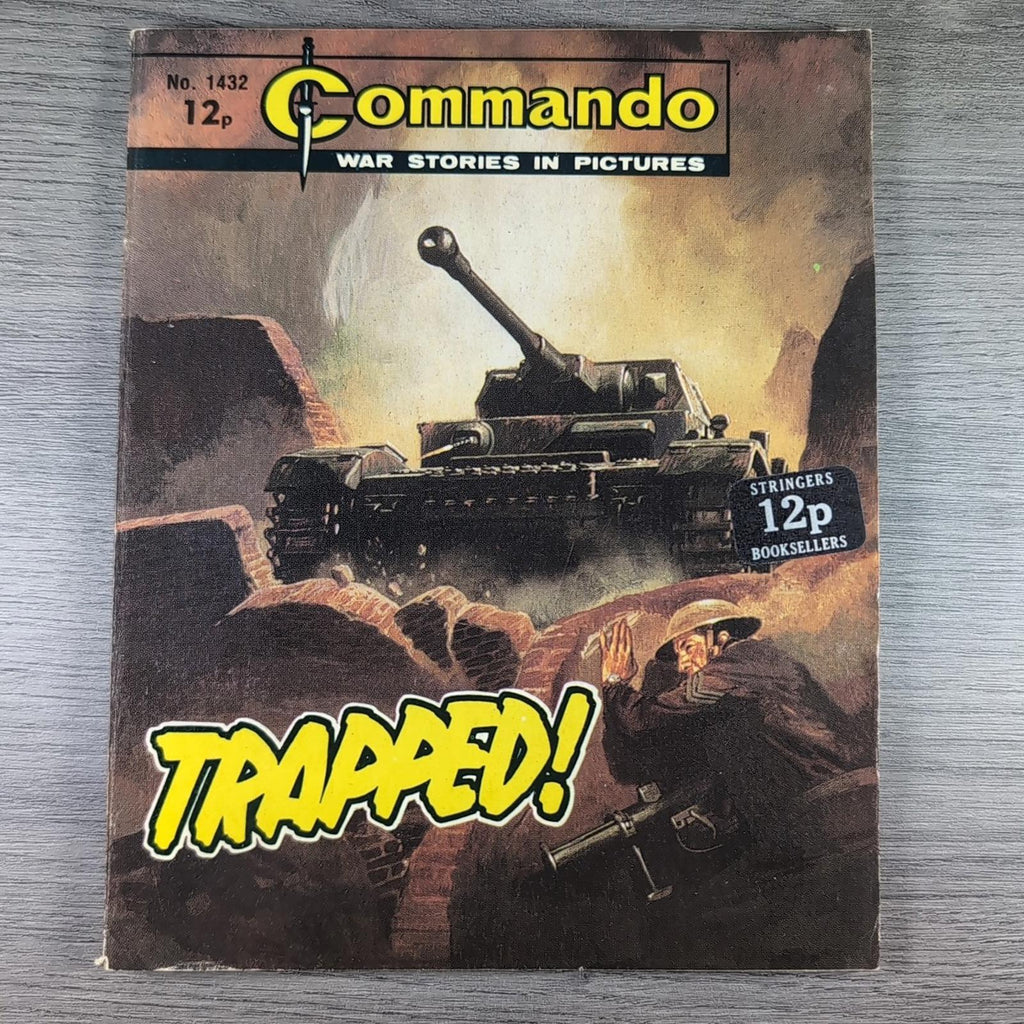 No. 1432
12p
Commando
WAR STORIES IN PICTURES
STRINGERS
12p
BOOKSELLERS
TRAPPED!